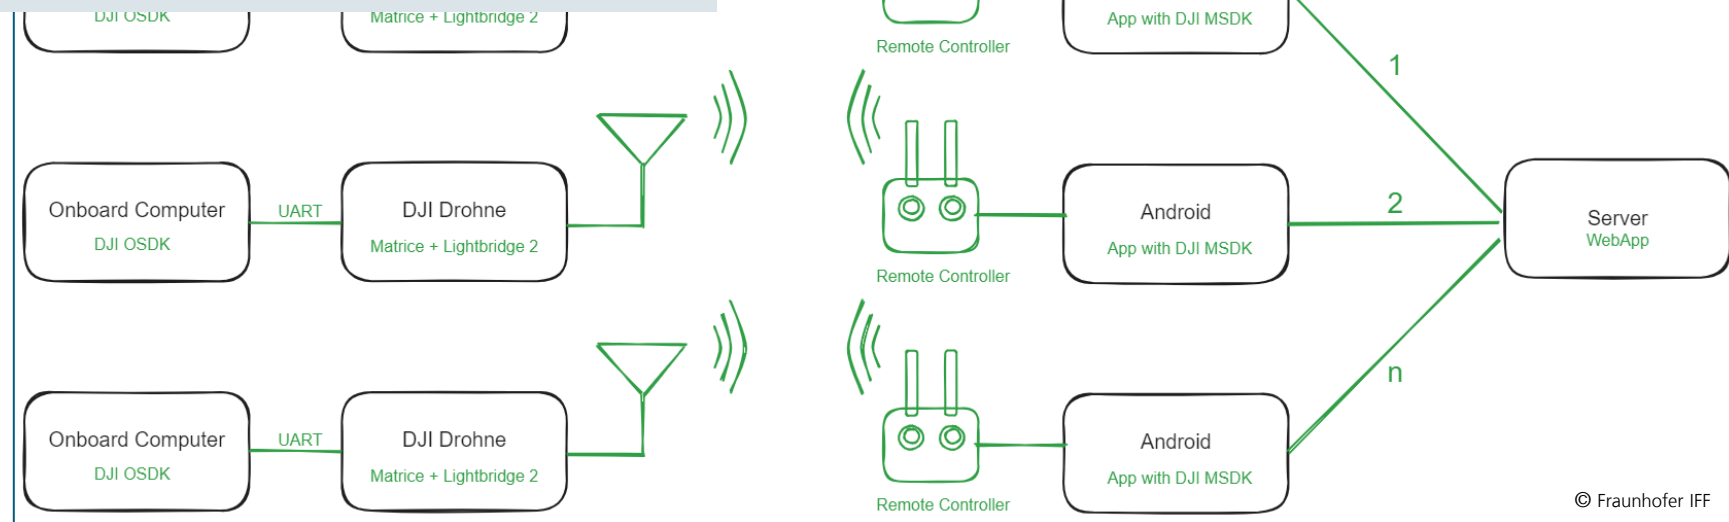 DJI OSDK
Matrice + Lightbridge 2
App with DJI MSDK
Remote Controller
1
Onboard Computer
DJI OSDK
UART
DJI Drohne
Matrice + Lightbridge 2
Remote Controller
Android
App with DJI MSDK
2
Server
WebApp
Onboard Computer
DJI OSDK
UART
DJI Drohne
Matrice + Lightbridge 2
Remote Controller
Android
App with DJI MSDK
n
© Fraunhofer IFF